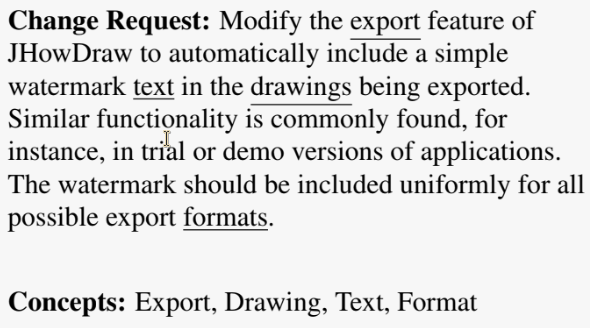 Change Request: Modify the export feature of
JHowDraw to automatically include a simple
watermark text in the drawings being exported.
Similar functionality is commonly found, for
instance, in trial or demo versions of applications.
The watermark should be included uniformly for all
possible export formats.
Concepts: Export, Drawing, Text, Format